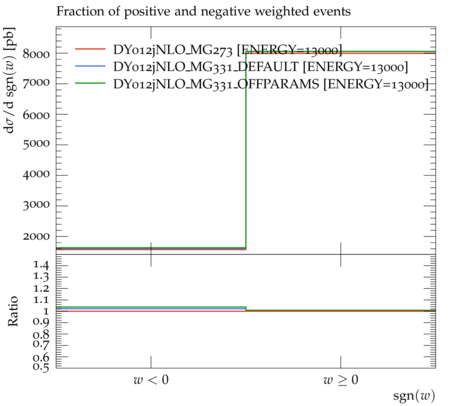 Fraction of positive and negative weighted events
dσ/d sgn(w) [pb]
8000
7000
6000
5000
4000
3000
2000
DY012jNLO_MG273 [ENERGY=13000]
DY012jNLO_MG331_DEFAULT [ENERGY=13000]
DY012jNLO_MG331_OFFPARAMS [ENERGY=13000]
Ratio
1.4
1.3
1.2
1.1
1
0.9
0.8
0.7
0.6
0.5
w < 0
w ≥ 0
sgn(w)